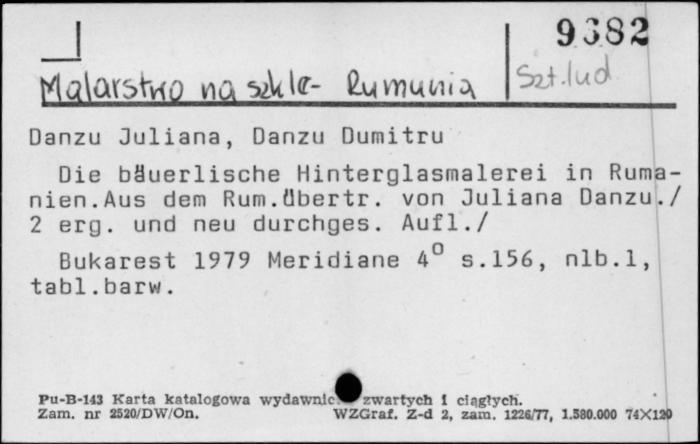 9682
Malarstwo na szkle - Rumunia
Szt. lud
Danzu Juliana, Danzu Dumitru
Die bäuerlische Hinterglasmalerei in Ruma-
nien.Aus dem Rum.übertr. von Juliana Danzu./
2 erg. und neu durchges. Aufl./
Bukarest 1979 Meridiane 4° s.156, nlb.1,
tabl.barw.
Pu-B-143 Karta katalogowa wydawnic. zwartych i ciągłych.
Zam. nr 2520/DW/On. WZGraf. Z-d 2, zam. 1226/77, 1.580.000 74×120